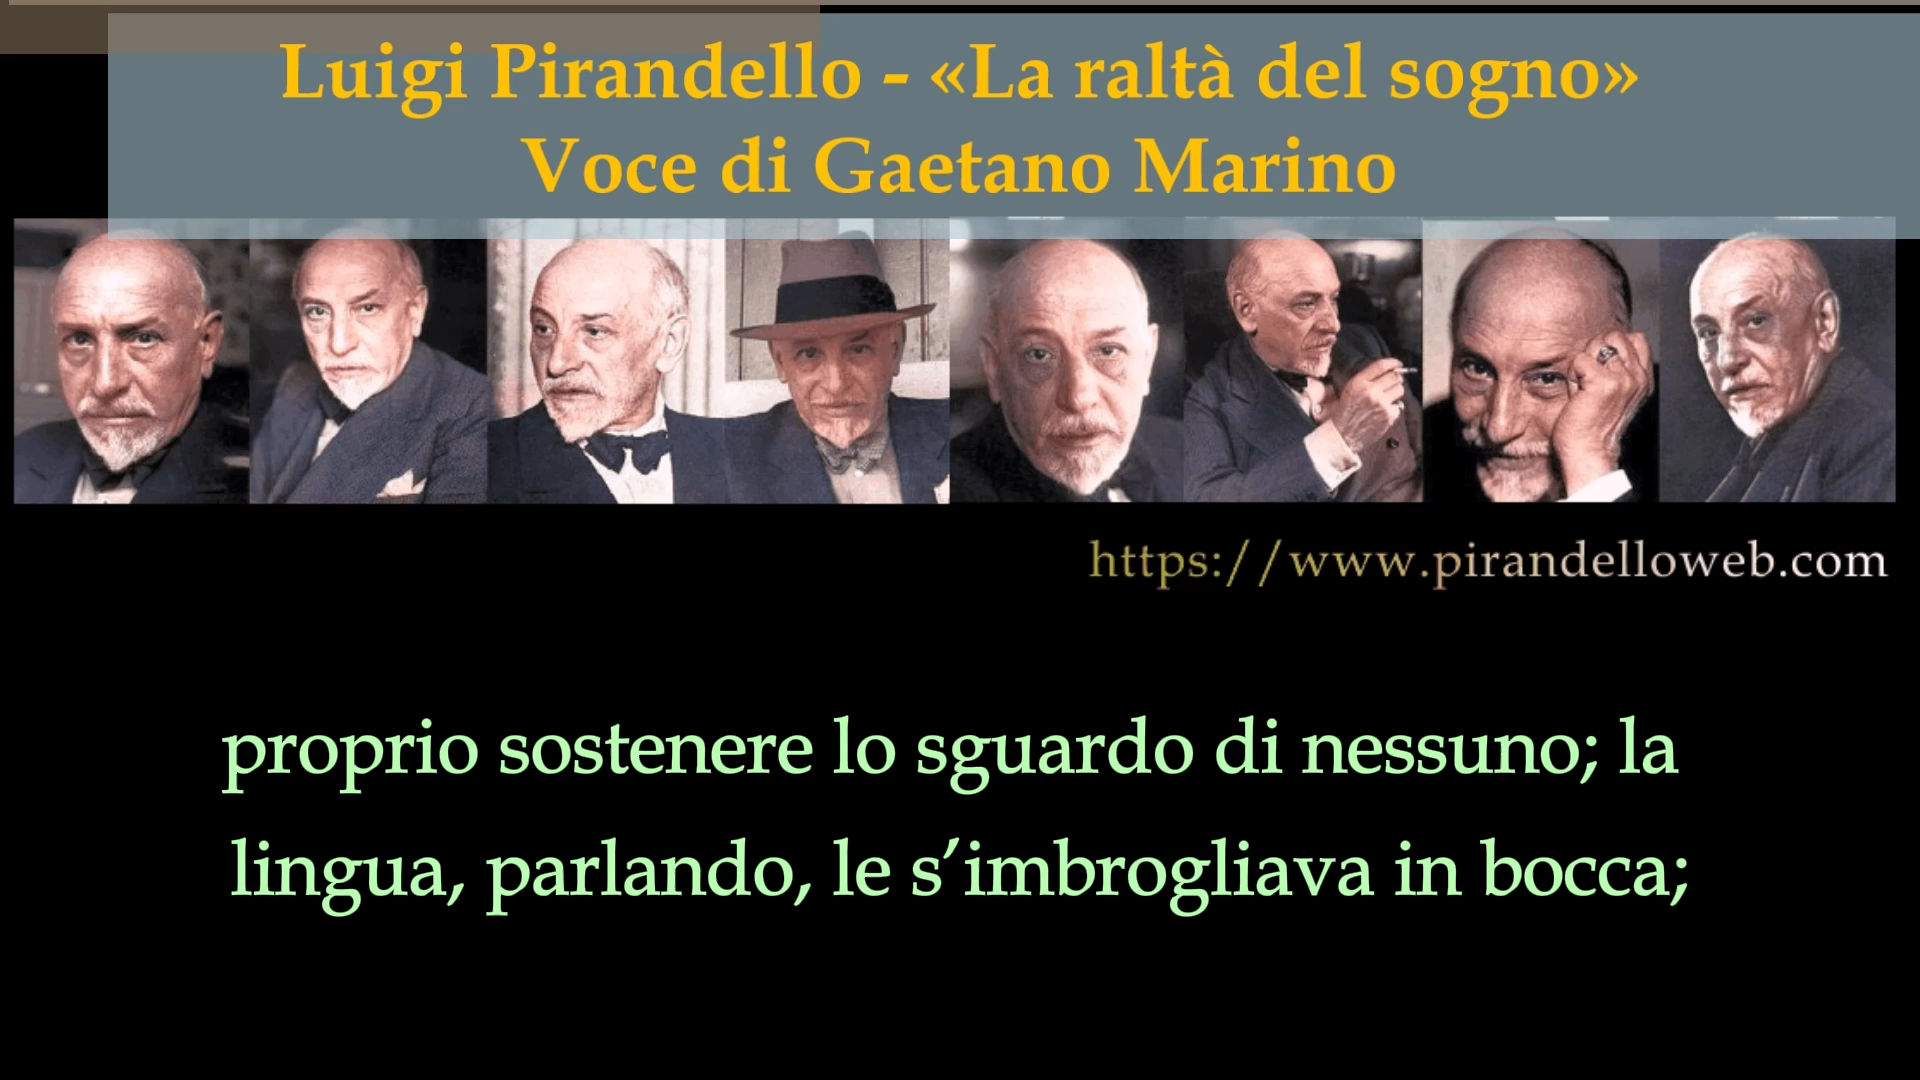 Luigi Pirandello - «La raltà del sogno»
Voce di Gaetano Marino
https://www.pirandelloweb.com
proprio sostenere lo sguardo di nessuno; la
lingua, parlando, le s’imbrogliava in bocca;